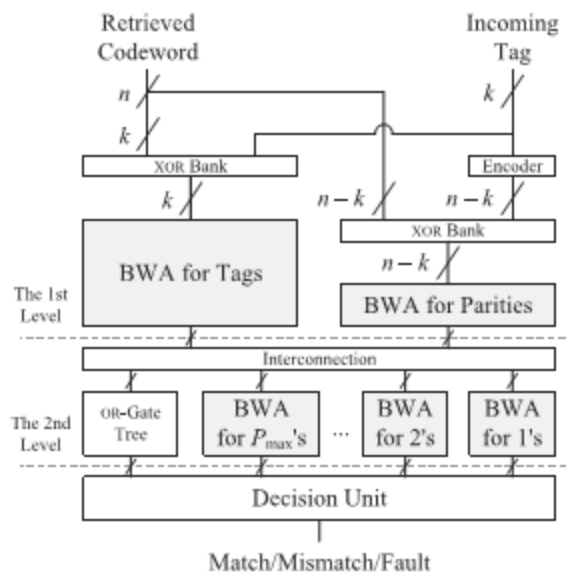 Retrieved
Codeword
Incoming
Tag
n
k
k
XOR Bank
Encoder
k
n – k
n – k
XOR Bank
BWA for Tags
n – k
BWA for Parities
The 1st
Level
Interconnection
The 2nd
Level
OR-Gate
Tree
BWA
for Pmax's
...
BWA
for 2's
BWA
for 1's
Decision Unit
Match/Mismatch/Fault